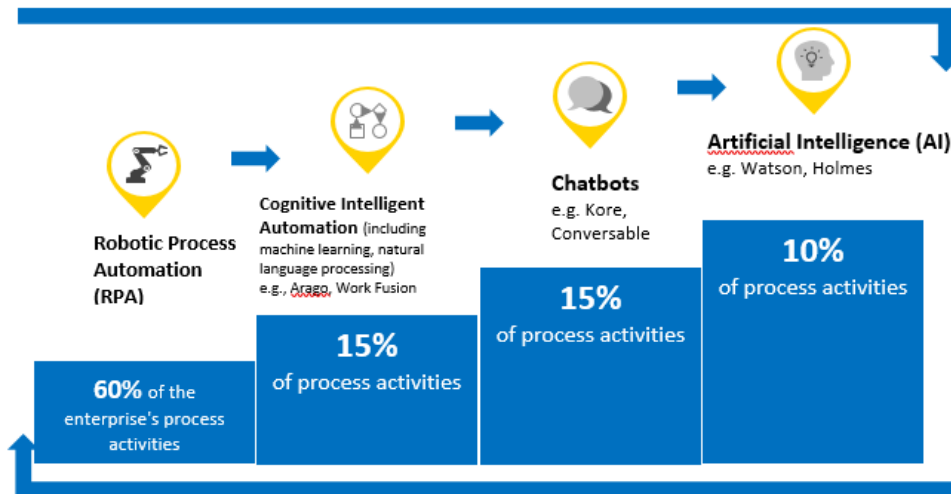 Robotic Process
Automation
(RPA)
60% of the
enterprise's process
activities
Cognitive Intelligent
Automation (including
machine learning, natural
language processing)
e.g., Arago, Work Fusion
15%
of process activities
Chatbots
e.g. Kore,
Conversable
15%
of process activities
Artificial Intelligence (AI)
e.g. Watson, Holmes
10%
of process activities